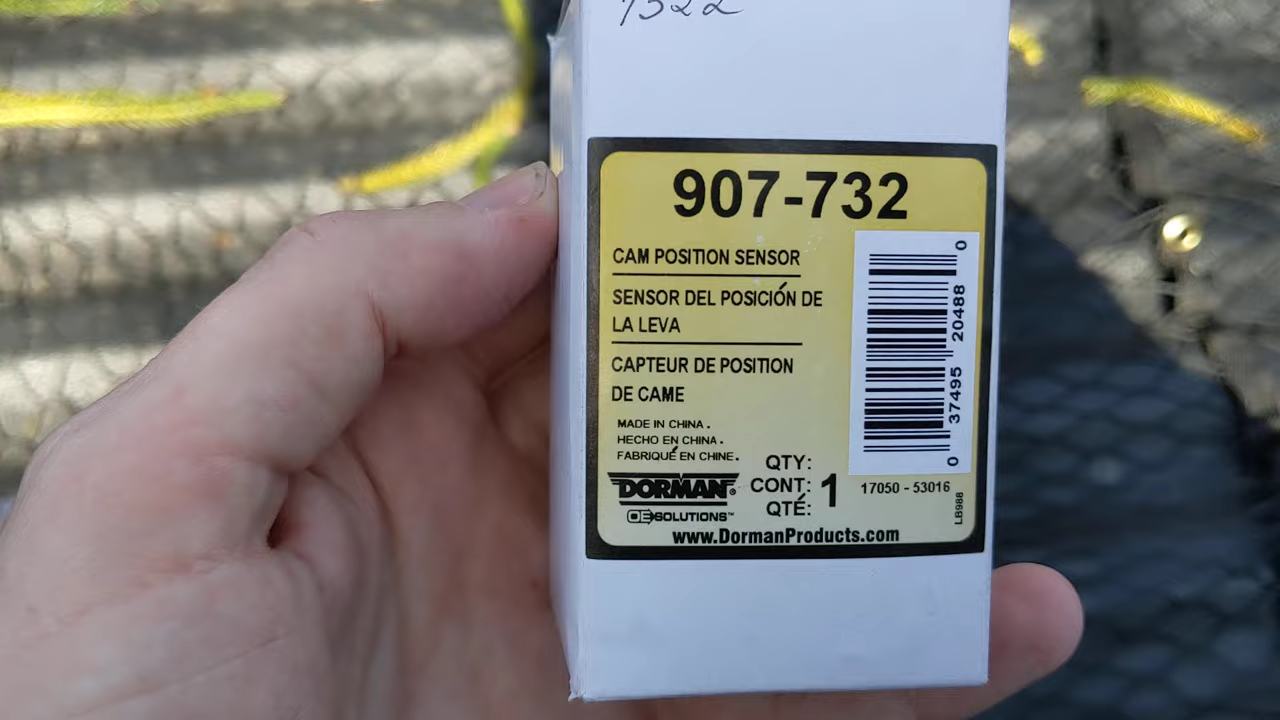 1322
907-732
CAM POSITION SENSOR
SENSOR DEL POSICIÓN DE
LA LEVA
CAPTEUR DE POSITION
DE CAME
MADE IN CHINA.
HECHO EN CHINA.
FABRIQUÉ EN CHINE.
DORMAN®
OE SOLUTIONS™
QTY:
CONT: 1
QTÉ:
0 37495 20488 0
17050 - 53016
LB988
www.DormanProducts.com